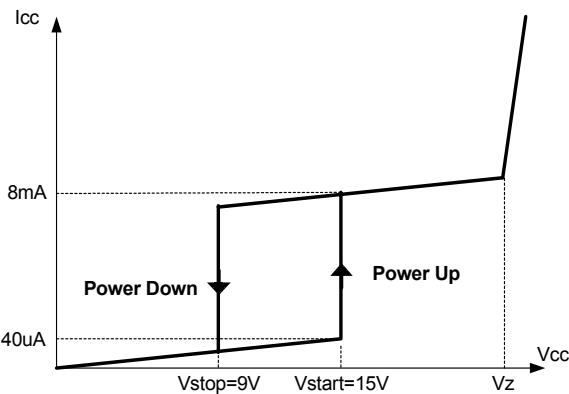 Icc
8mA
Power Down
Power Up
40uA
Vcc
Vstop=9V
Vstart=15V
Vz